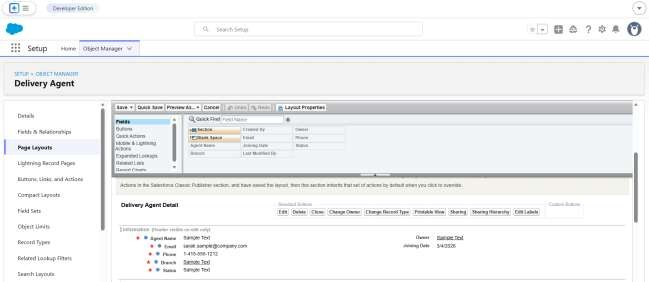 Developer Edition
Search Setup
Setup
Home
Object Manager
SETUP > OBJECT MANAGER
Delivery Agent
Details
Fields & Relationships
Page Layouts
Lightning Record Pages
Buttons, Links, and Actions
Compact Layouts
Field Sets
Object Limits
Record Types
Related Lookup Filters
Search Layouts
Save
Quick Save
Preview As...
Cancel
Undo
Redo
Layout Properties
Fields
Buttons
Quick Actions
Mobile & Lightning Actions
Expanded Lookups
Related Lists
Report Charts
Quick Find
Field Name
Section
Created By
Owner
Blank Space
Email
Phone
Agent Name
Joining Date
Status
Branch
Last Modified By
Actions in the Salesforce Classic Publisher section, and have saved the layout, then this section inherits that set of actions by default when you click to override.
Delivery Agent Detail
Standard Buttons
Custom Buttons
Edit
Delete
Clone
Change Owner
Change Record Type
Printable View
Sharing
Sharing Hierarchy
Edit Labels
Information (Header visible on edit only)
Agent Name Sample Text
Owner Sample Text
Email sarah.sample@company.com
Joining Date 5/4/2026
Phone 1-415-555-1212
Branch Sample Text
Status Sample Text